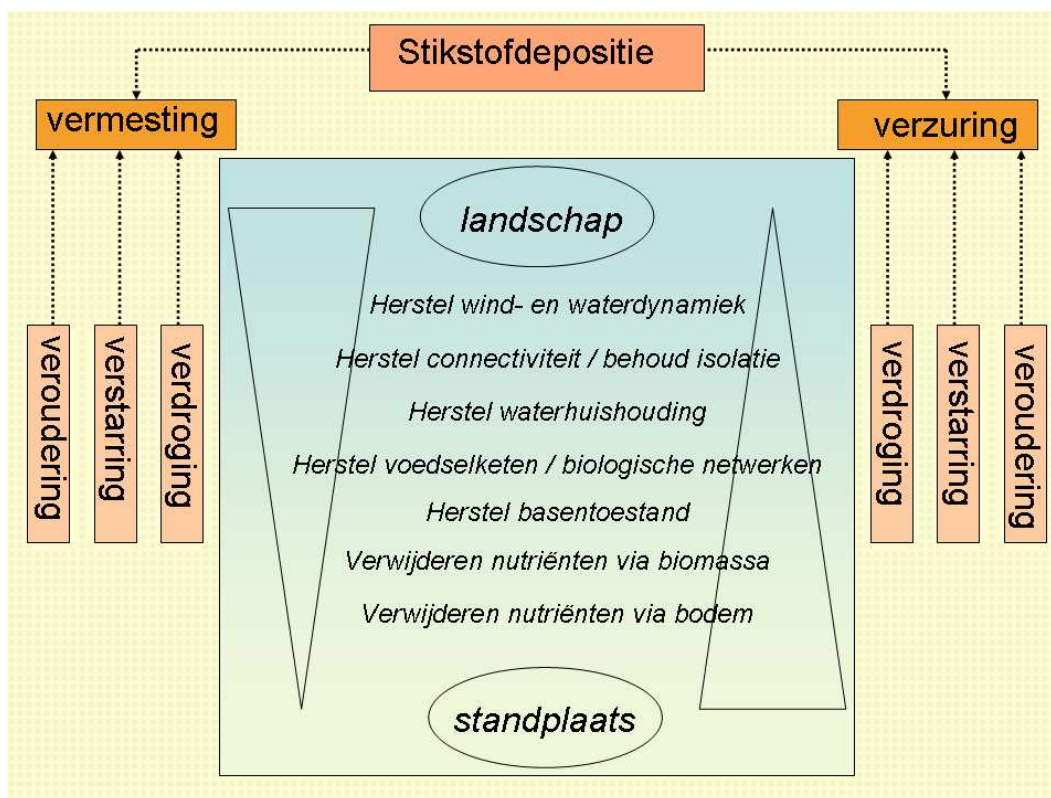 Stikstofdepositie
vermesting
verzuring
landschap
Herstel wind- en waterdynamiek
Herstel connectiviteit / behoud isolatie
Herstel waterhuishouding
Herstel voedselketen / biologische netwerken
Herstel basentoestand
Verwijderen nutriënten via biomassa
Verwijderen nutriënten via bodem
standplaats
veroudering
verstarring
verdroging
verdroging
verstarring
veroudering